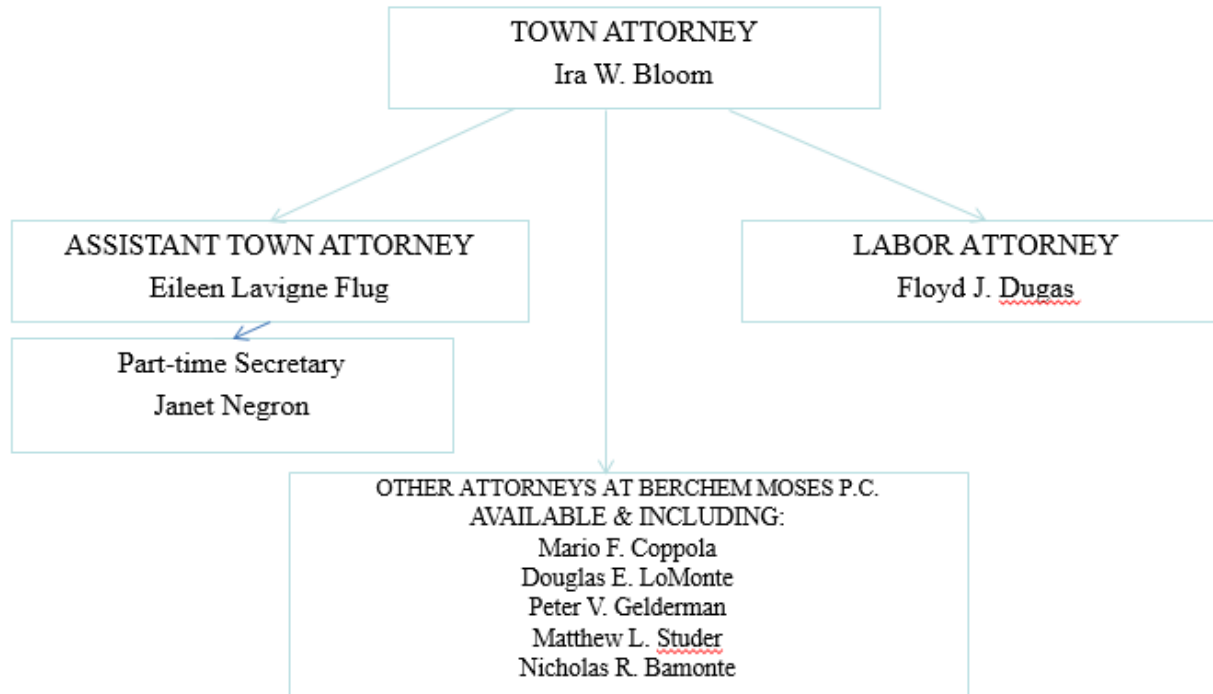 TOWN ATTORNEY
Ira W. Bloom
ASSISTANT TOWN ATTORNEY
Eileen Lavigne Flug
LABOR ATTORNEY
Floyd J. Dugas
Part-time Secretary
Janet Negron
OTHER ATTORNEYS AT BERCHEM MOSES P.C.
AVAILABLE & INCLUDING:
Mario F. Coppola
Douglas E. LoMonte
Peter V. Gelderman
Matthew L. Studer
Nicholas R. Bamonte